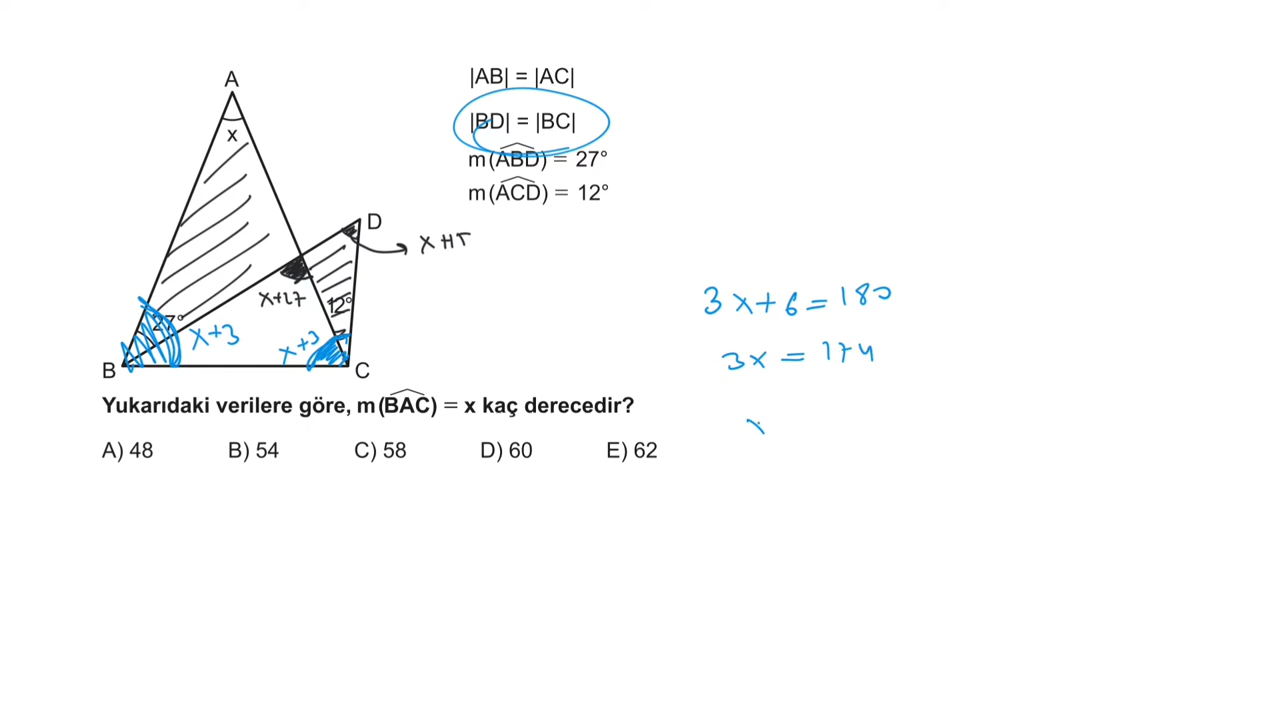 A
x
|AB| = |AC|
|BD| = |BC|
m(ABD) = 27°
m(ACD) = 12°
D
x+15
x+27
12°
27°
x+3
x+3
B
C
3x+6=180
3x = 174
x
Yukarıdaki verilere göre, m(BAC) = x kaç derecedir?
A) 48 B) 54 C) 58 D) 60 E) 62